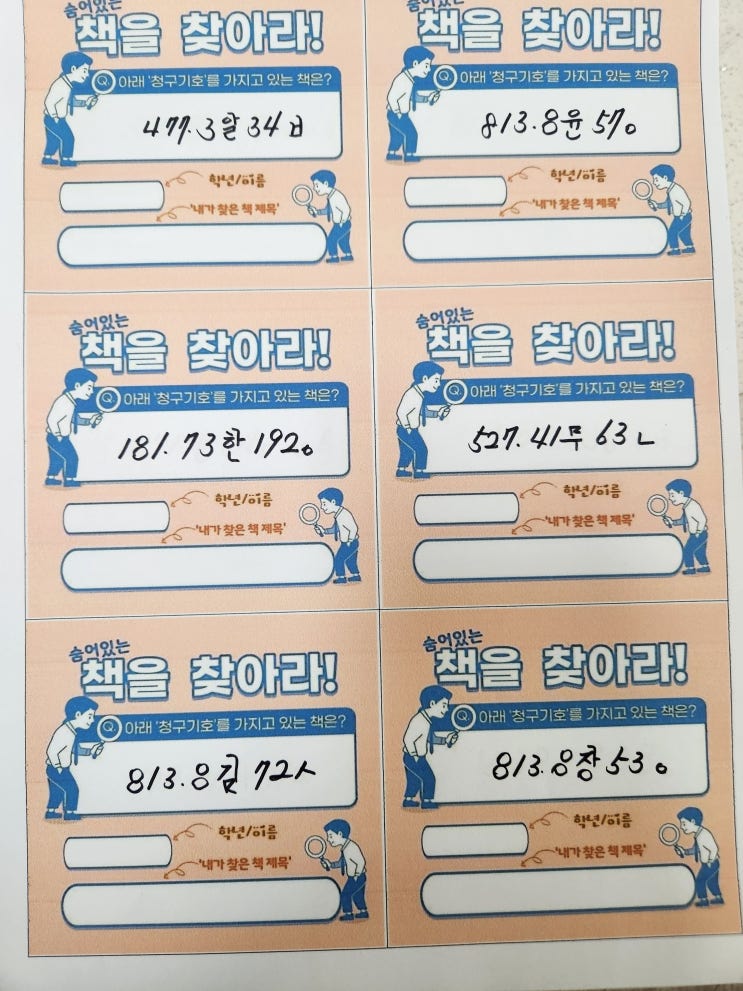 숨어있는
책을 찾아라!
Q. 아래 '청구기호'를 가지고 있는 책은?
477.3알34ㅂ
학년/이름
'내가 찾은 책 제목'
숨어있는
책을 찾아라!
Q. 아래 '청구기호'를 가지고 있는 책은?
813.8윤57ㅇ
학년/이름
'내가 찾은 책 제목'
숨어있는
책을 찾아라!
Q. 아래 '청구기호'를 가지고 있는 책은?
181.73한192ㅇ
학년/이름
'내가 찾은 책 제목'
숨어있는
책을 찾아라!
Q. 아래 '청구기호'를 가지고 있는 책은?
527.41무63ㄴ
학년/이름
'내가 찾은 책 제목'
숨어있는
책을 찾아라!
Q. 아래 '청구기호'를 가지고 있는 책은?
813.8김72ㅅ
학년/이름
'내가 찾은 책 제목'
숨어있는
책을 찾아라!
Q. 아래 '청구기호'를 가지고 있는 책은?
813.8장53ㅇ
학년/이름
'내가 찾은 책 제목'